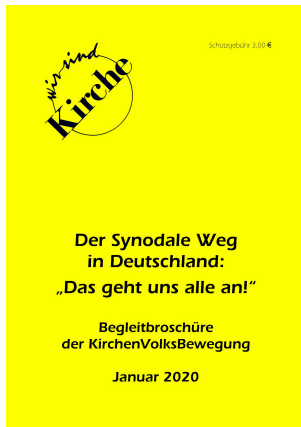 Schutzgebühr 3,00 €
wir sind
Kirche
Der Synodale Weg
in Deutschland:
„Das geht uns alle an!“
Begleitbroschüre
der KirchenVolksBewegung
Januar 2020